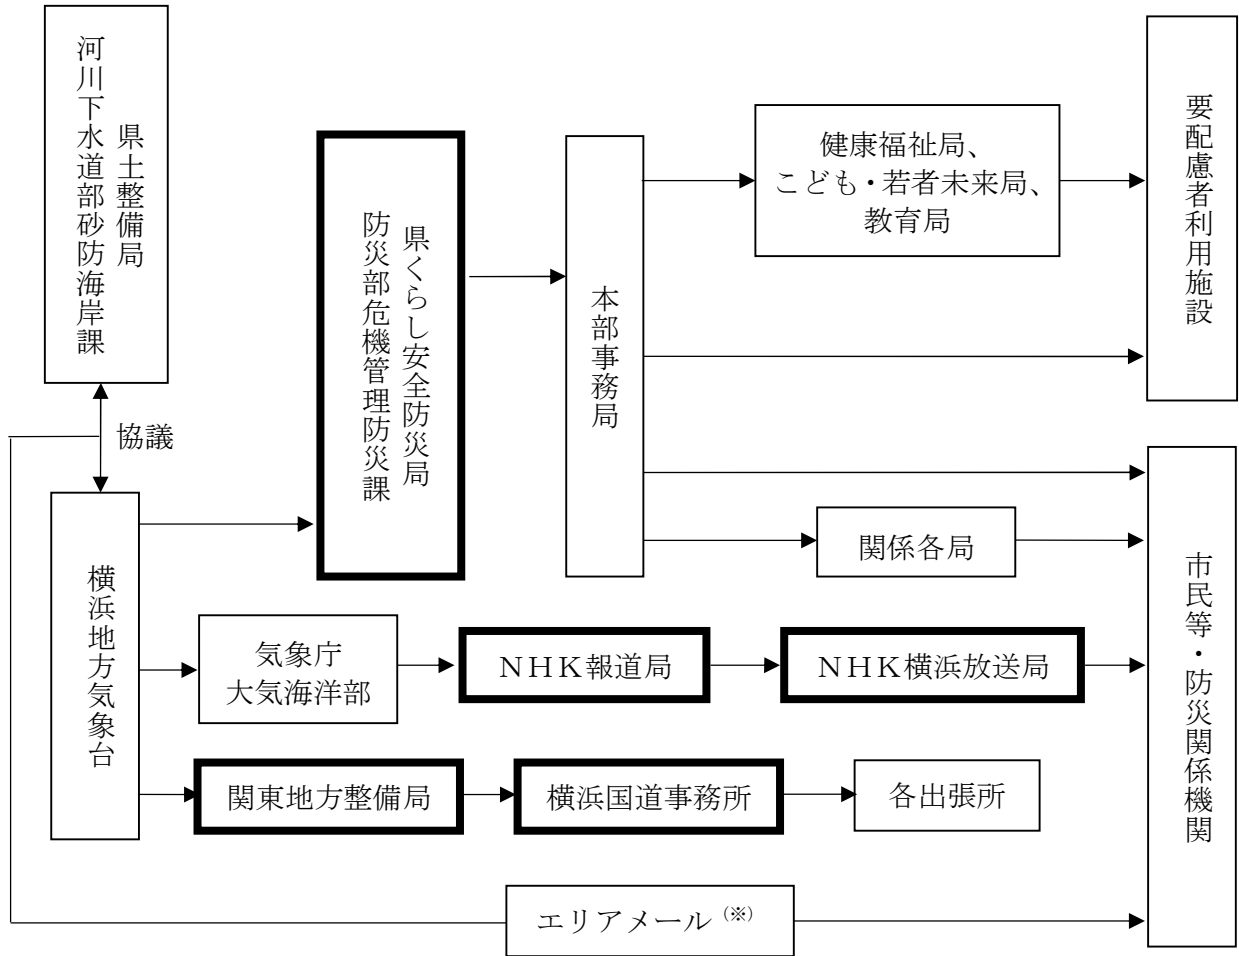 県土整備局
河川下水道部砂防海岸課
協議
横浜地方気象台
県くらし安全防災局
防災部危機管理防災課
本部事務局
健康福祉局、
こども・若者未来局、
教育局
要配慮者利用施設
関係各局
市民等・防災関係機関
気象庁
大気海洋部
ＮＨＫ報道局
ＮＨＫ横浜放送局
関東地方整備局
横浜国道事務所
各出張所
エリアメール（※）